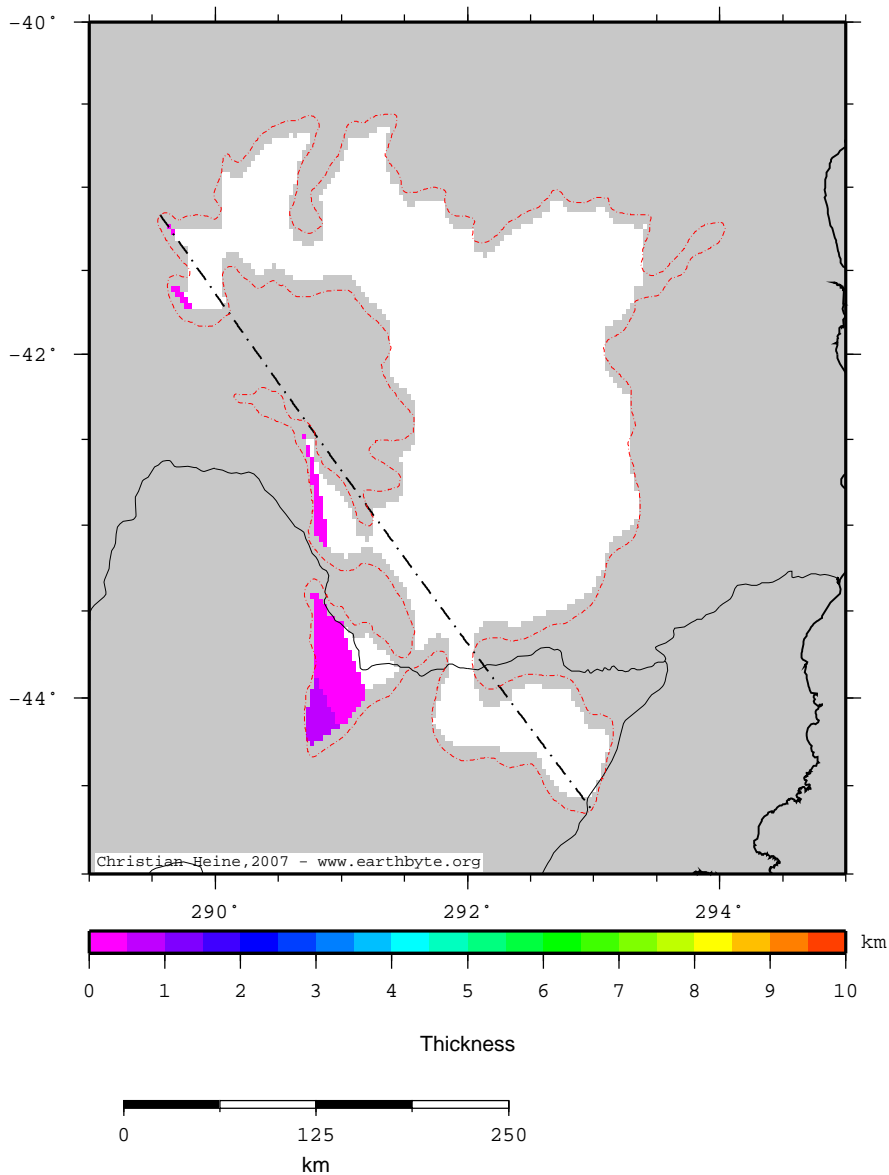 −40°
−42°
−44°
Christian Heine,2007 − www.earthbyte.org
290° 292° 294°
km
0 1 2 3 4 5 6 7 8 9 10
Thickness
0 125 250
km